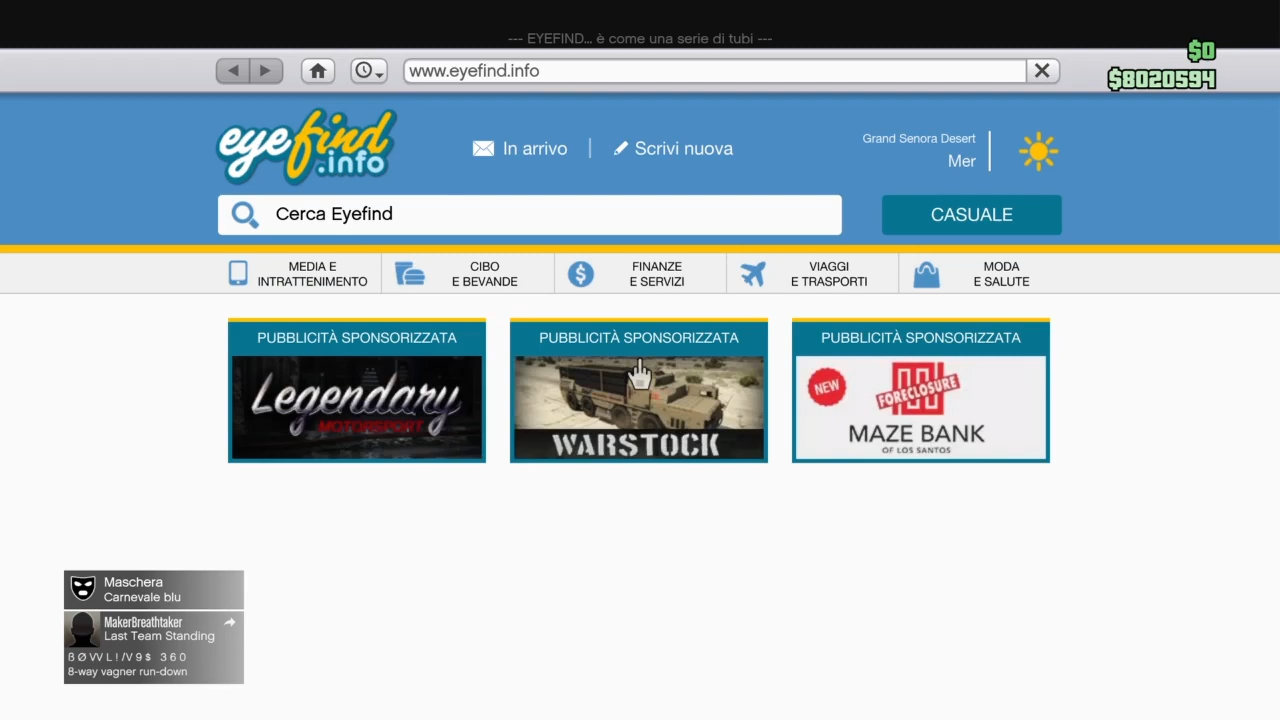 --- EYEFIND... è come una serie di tubi ---
$0
www.eyefind.info
$8020594
eyefind
.info
In arrivo
Scrivi nuova
Grand Senora Desert
Mer
Cerca Eyefind
CASUALE
MEDIA E
INTRATTENIMENTO
CIBO
E BEVANDE
FINANZE
E SERVIZI
VIAGGI
E TRASPORTI
MODA
E SALUTE
PUBBLICITÀ SPONSORIZZATA
Legendary
MOTORSPORT
PUBBLICITÀ SPONSORIZZATA
WARSTOCK
PUBBLICITÀ SPONSORIZZATA
NEW
FORECLOSURE
MAZE BANK
OF LOS SANTOS
Maschera
Carnevale blu
MakerBreathtaker
Last Team Standing
ß Ø VV L ! /V 9 $ 3 6 0
8-way vagner run-down